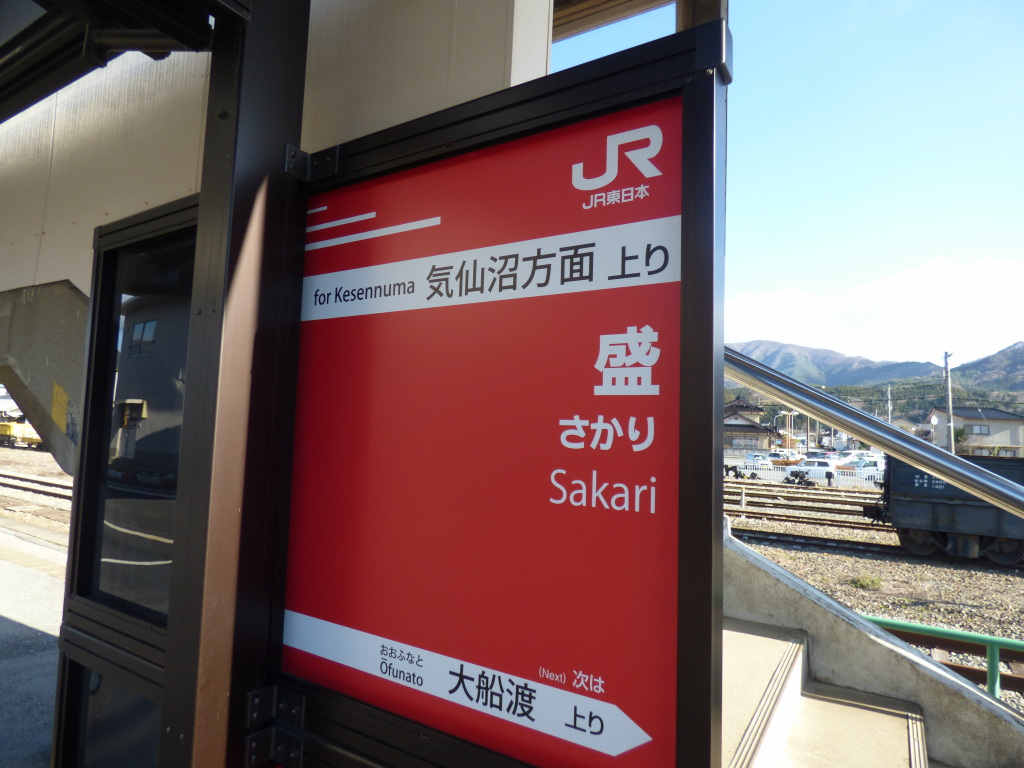 JR
JR東日本
for Kesennuma 気仙沼方面 上り
盛
さかり
Sakari
(Next) 次は
おおふなと
Ōfunato 大船渡 上り